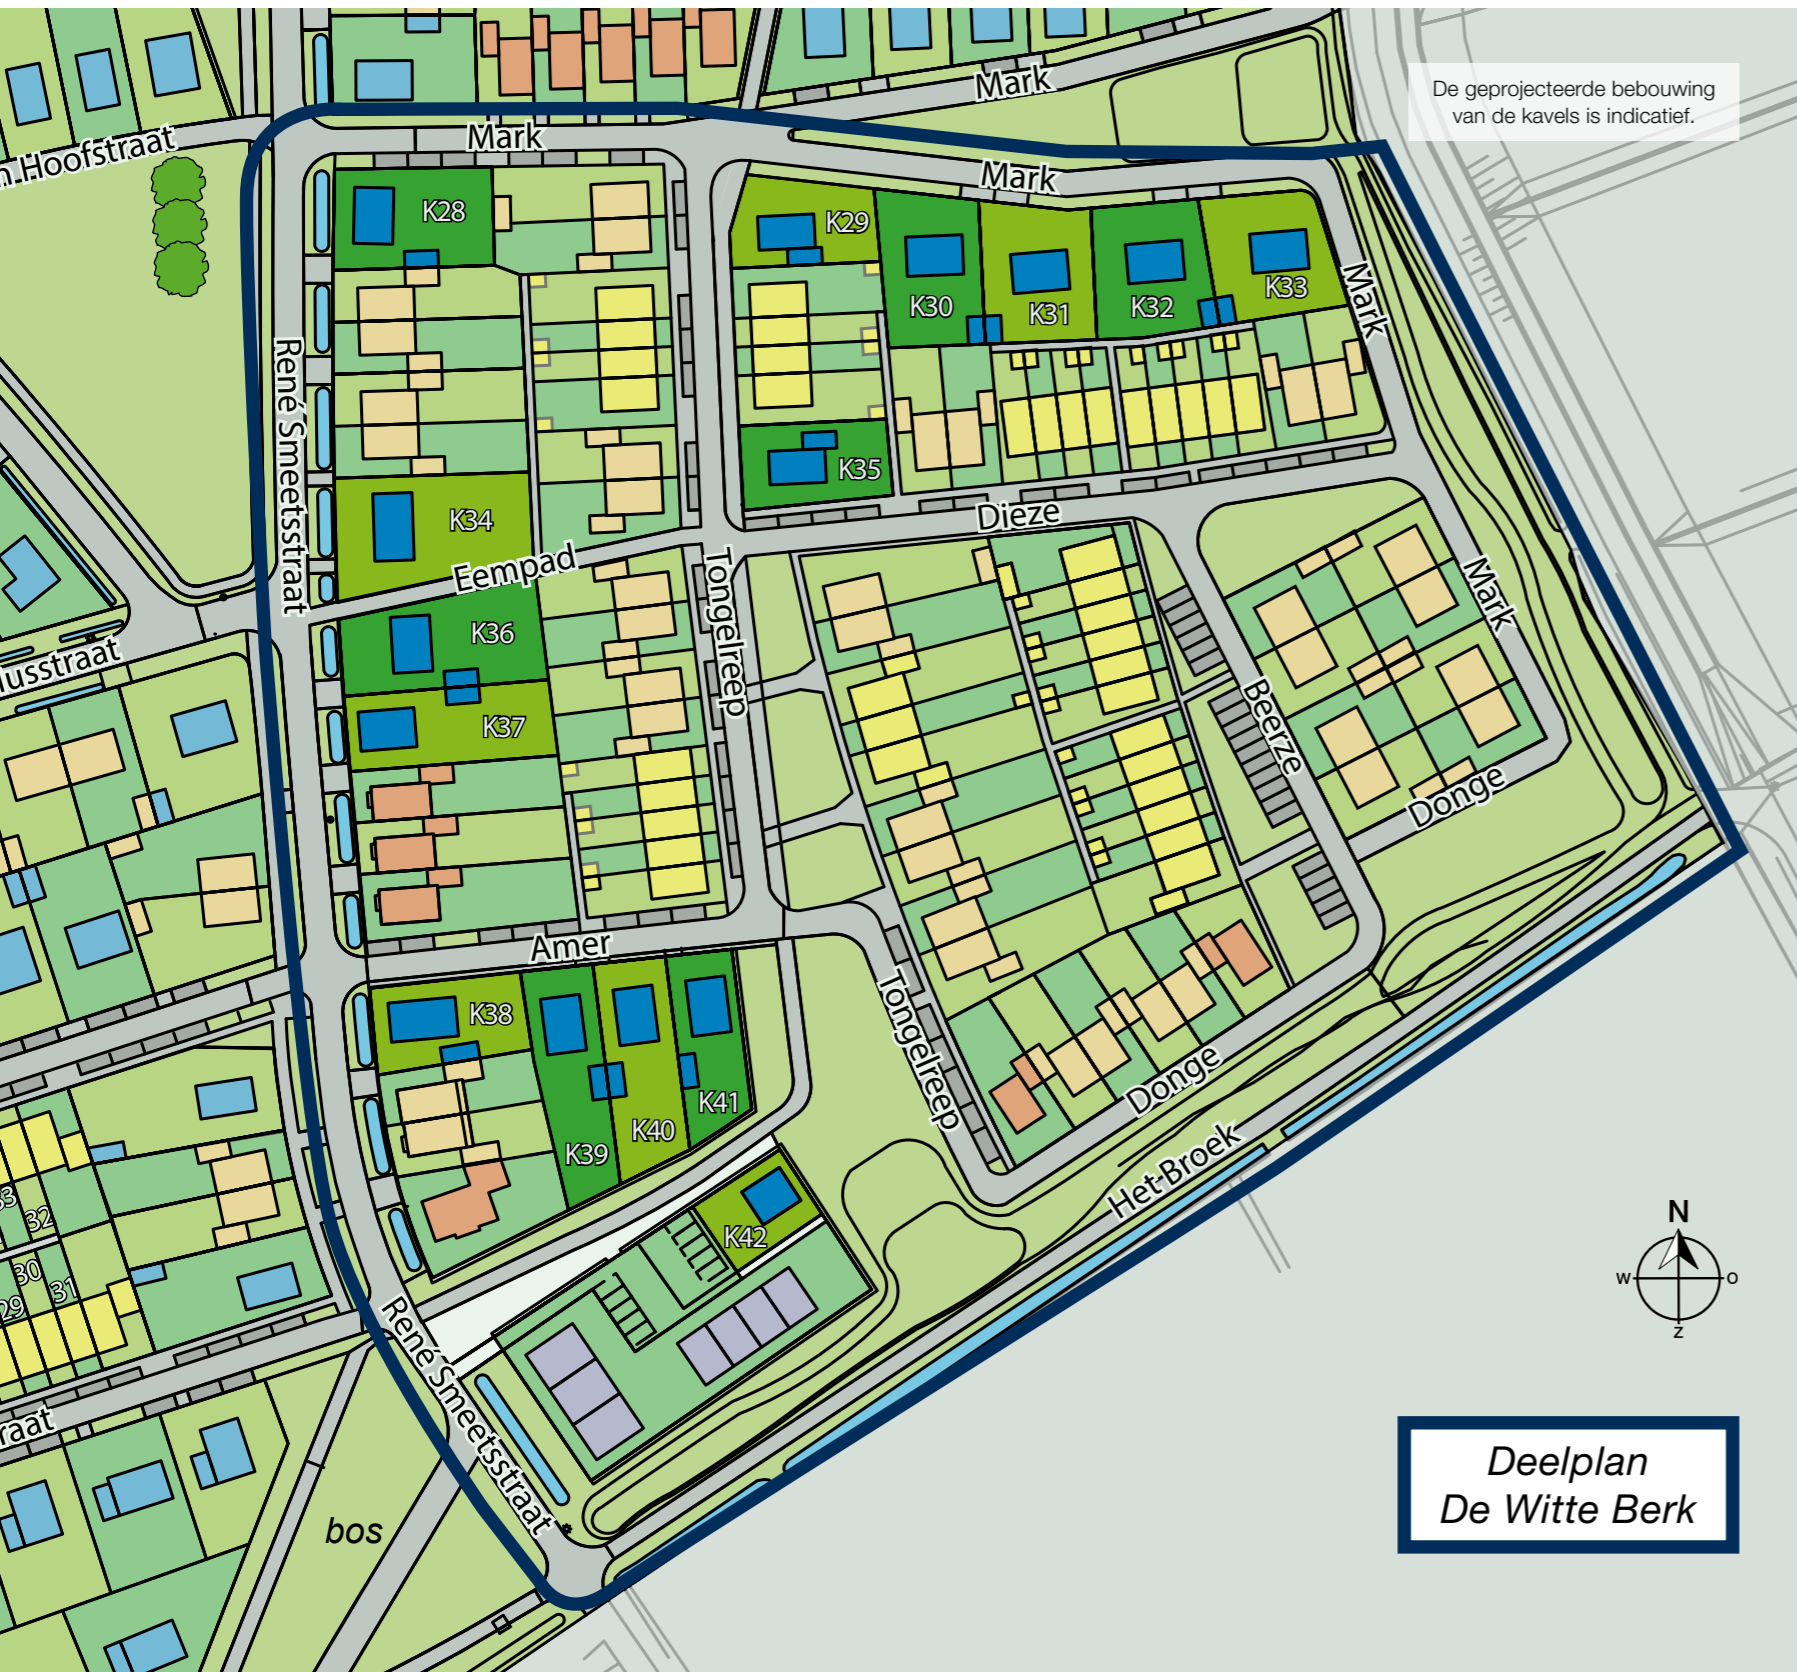 Mark
De geprojecteerde bebouwing
van de kavels is indicatief.
Mark
Hoofstraat
Mark
K28
K29
K30
K31
K32
K33
Mark
René Smeetsstraat
K35
K34
Dieze
Eempad
Tongelreep
Mark
K36
K37
Beerze
Donge
Amer
K38
K39
K40
K41
Tongelreep
Donge
Het Broek
K42
32
30
31
29
René Smeetsstraat
N
W
O
Z
bos
Deelplan
De Witte Berk